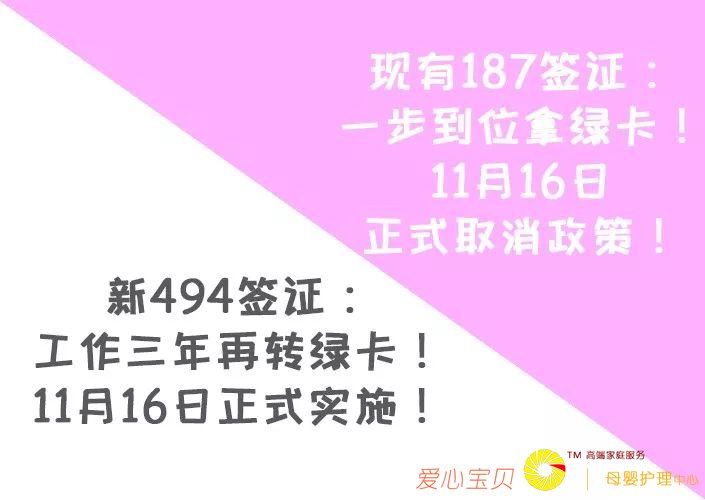 现有187签证：
一步到位拿绿卡！
11月16日
正式取消政策！
新494签证：
工作三年再转绿卡！
11月16日正式实施！
爱心宝贝
TM 高端家庭服务
母婴护理中心